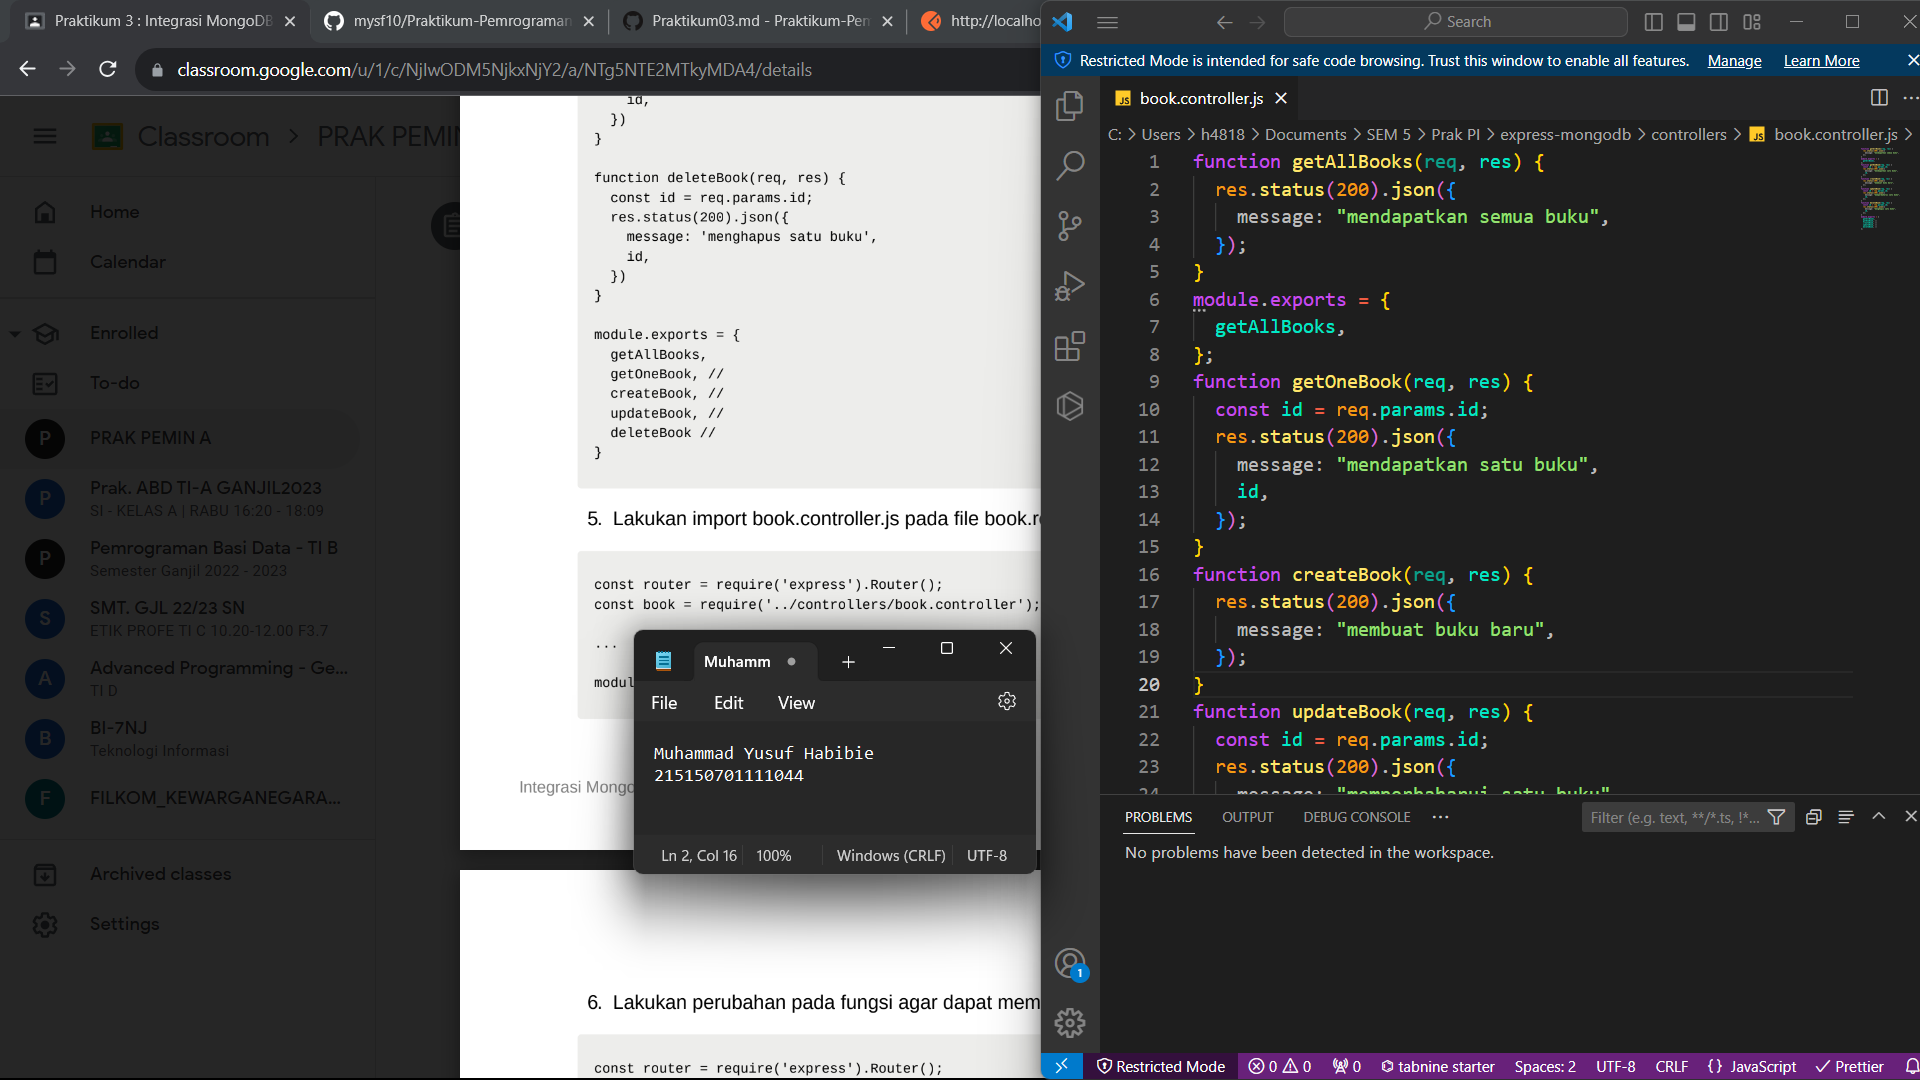 Praktikum 3 : Integrasi MongoDB
mysf10/Praktikum-Pemrograman
Praktikum03.md - Praktikum-Pem
http://localho
classroom.google.com/u/1/c/NjIwODM5NjkxNjY2/a/NTg5NTE2MTkyMDA4/details
Classroom > PRAK PEMIN
Home
Calendar
Enrolled
To-do
P PRAK PEMIN A
P Prak. ABD TI-A GANJIL2023
SI - KELAS A | RABU 16:20 - 18:09
P Pemrograman Basi Data - TI B
Semester Ganjil 2022 - 2023
S SMT. GJL 22/23 SN
ETIK PROFE TI C 10.20-12.00 F3.7
A Advanced Programming - Ge...
TI D
B BI-7NJ
Teknologi Informasi
F FILKOM_KEWARGANEGARA...
Archived classes
Settings
id,
})
}
function deleteBook(req, res) {
const id = req.params.id;
res.status(200).json({
message: 'menghapus satu buku',
id,
})
}
module.exports = {
getAllBooks,
getOneBook, //
createBook, //
updateBook, //
deleteBook //
}
5. Lakukan import book.controller.js pada file book.r
const router = require('express').Router();
const book = require('../controllers/book.controller');
...
modul
Integrasi Mongo
6. Lakukan perubahan pada fungsi agar dapat mem
const router = require('express').Router();
Muhamm
File Edit View
Muhammad Yusuf Habibie
215150701111044
Ln 2, Col 16 100% Windows (CRLF) UTF-8
Search
Restricted Mode is intended for safe code browsing. Trust this window to enable all features. Manage Learn More
JS book.controller.js
C: > Users > h4818 > Documents > SEM 5 > Prak PI > express-mongodb > controllers > JS book.controller.js >
1 function getAllBooks(req, res) {
2 res.status(200).json({
3 message: "mendapatkan semua buku",
4 });
5 }
6 module.exports = {
7 getAllBooks,
8 };
9 function getOneBook(req, res) {
10 const id = req.params.id;
11 res.status(200).json({
12 message: "mendapatkan satu buku",
13 id,
14 });
15 }
16 function createBook(req, res) {
17 res.status(200).json({
18 message: "membuat buku baru",
19 });
20 }
21 function updateBook(req, res) {
22 const id = req.params.id;
23 res.status(200).json({
24 message: "memperbaharui satu buku"
PROBLEMS OUTPUT DEBUG CONSOLE ...
Filter (e.g. text, **/*.ts, !*...
No problems have been detected in the workspace.
1
Restricted Mode 0 0 0 tabnine starter Spaces: 2 UTF-8 CRLF {} JavaScript Prettier